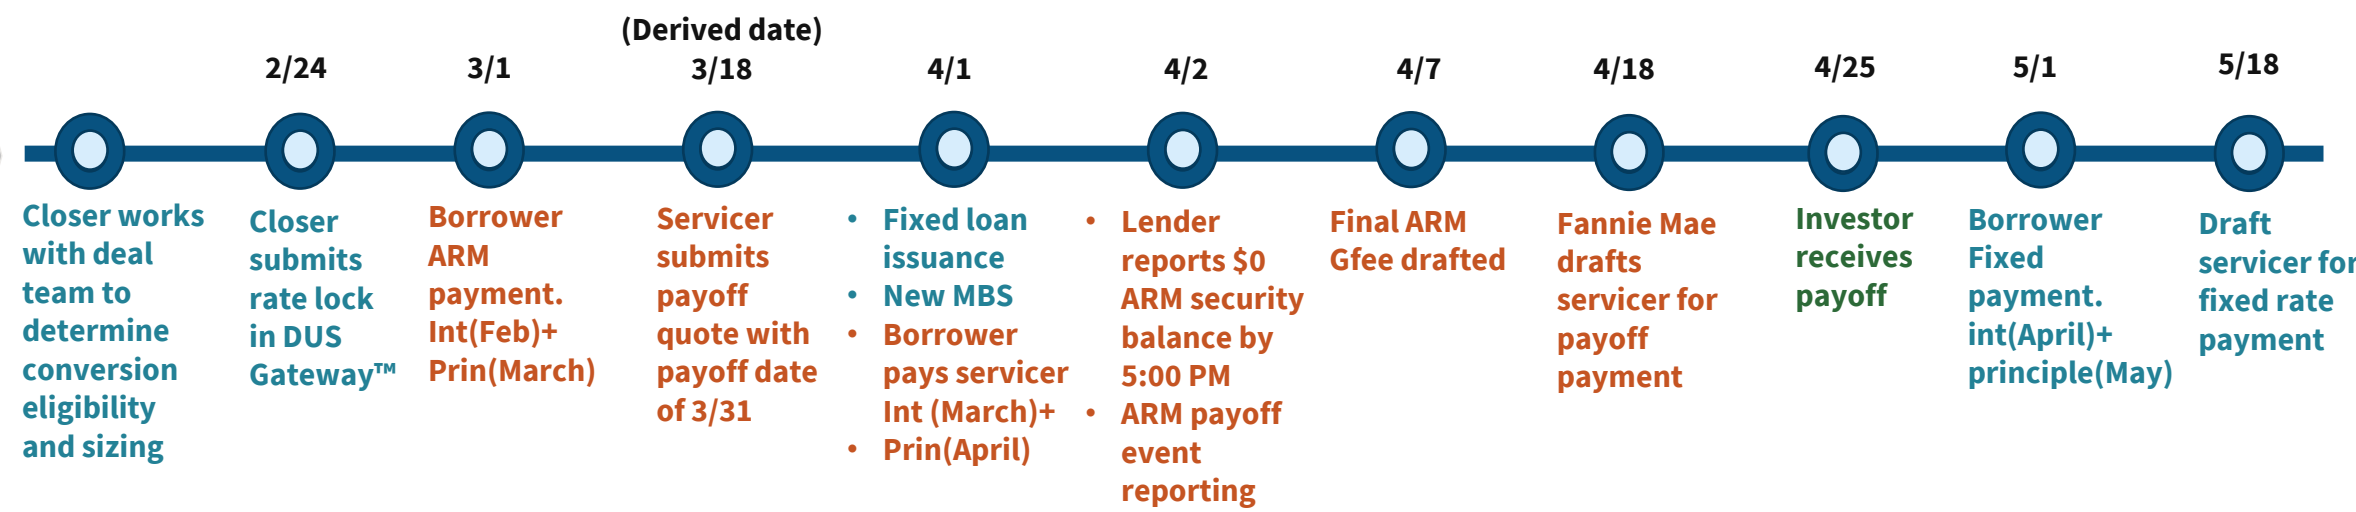 (Derived date)
2/24
3/1
3/18
4/1
4/2
4/7
4/18
4/25
5/1
5/18
Closer works
with deal
team to
determine
conversion
eligibility
and sizing
Closer
submits
rate lock
in DUS
Gateway™
Borrower
ARM
payment.
Int(Feb)+
Prin(March)
Servicer
submits
payoff
quote with
payoff date
of 3/31
• Fixed loan
issuance
• New MBS
• Borrower
pays servicer
Int (March)+
• Prin(April)
• Lender
reports $0
ARM security
balance by
5:00 PM
• ARM payoff
event
reporting
Final ARM
Gfee drafted
Fannie Mae
drafts
servicer for
payoff
payment
Investor
receives
payoff
Borrower
Fixed
payment.
int(April)+
principle(May)
Draft
servicer for
fixed rate
payment